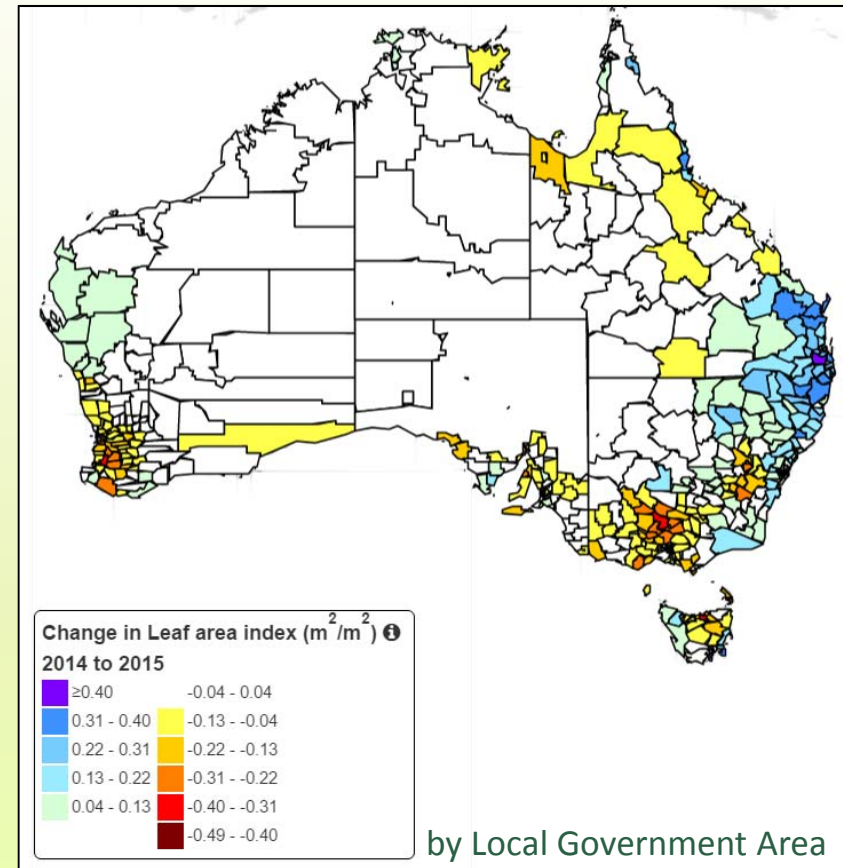 Change in Leaf area index (m²/m²) ℹ
2014 to 2015
≥0.40 -0.04 - 0.04
0.31 - 0.40 -0.13 - -0.04
0.22 - 0.31 -0.22 - -0.13
0.13 - 0.22 -0.31 - -0.22
0.04 - 0.13 -0.40 - -0.31
-0.49 - -0.40
by Local Government Area